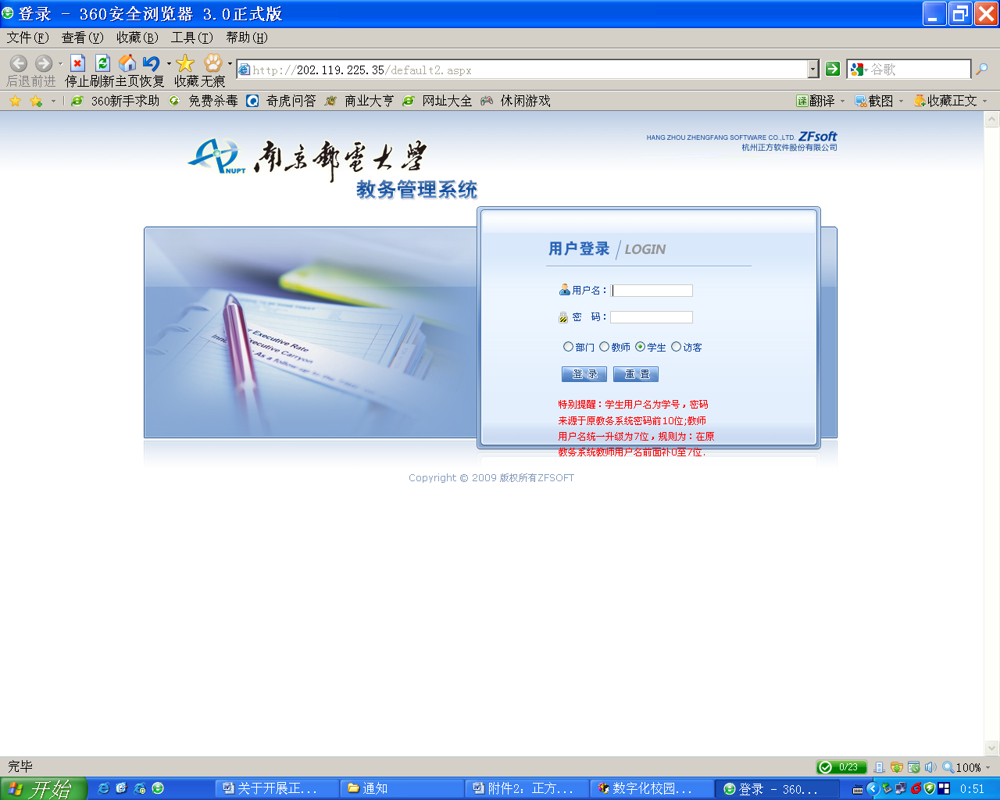 登录 - 360安全浏览器 3.0正式版
文件(F) 查看(V) 收藏(B) 工具(T) 帮助(H)
后退 前进 停止 刷新 主页 恢复 收藏 无痕
http://202.119.225.35/default2.aspx
谷歌
360新手求助 免费杀毒 奇虎问答 商业大亨 网址大全 休闲游戏 翻译 截图 收藏正文
HANG ZHOU ZHENGFANG SOFTWARE CO.,LTD. ZFsoft
杭州正方软件股份有限公司
NUPT 南京邮电大学
教务管理系统
用户登录 / LOGIN
用户名：
密 码：
部门 教师 学生 访客
登 录 重 置
Executive Rate
Executive Carryon
As a follow-up to the
特别提醒：学生用户名为学号，密码
来源于原教务系统密码前10位;教师
用户名统一升级为7位，规则为：在原
教务系统教师用户名前面补0至7位.
Copyright © 2009 版权所有ZFSOFT
完毕
0/23
100%
开始
关于开展正...
通知
附件2：正方...
数字化校园...
登录 - 360...
0:51